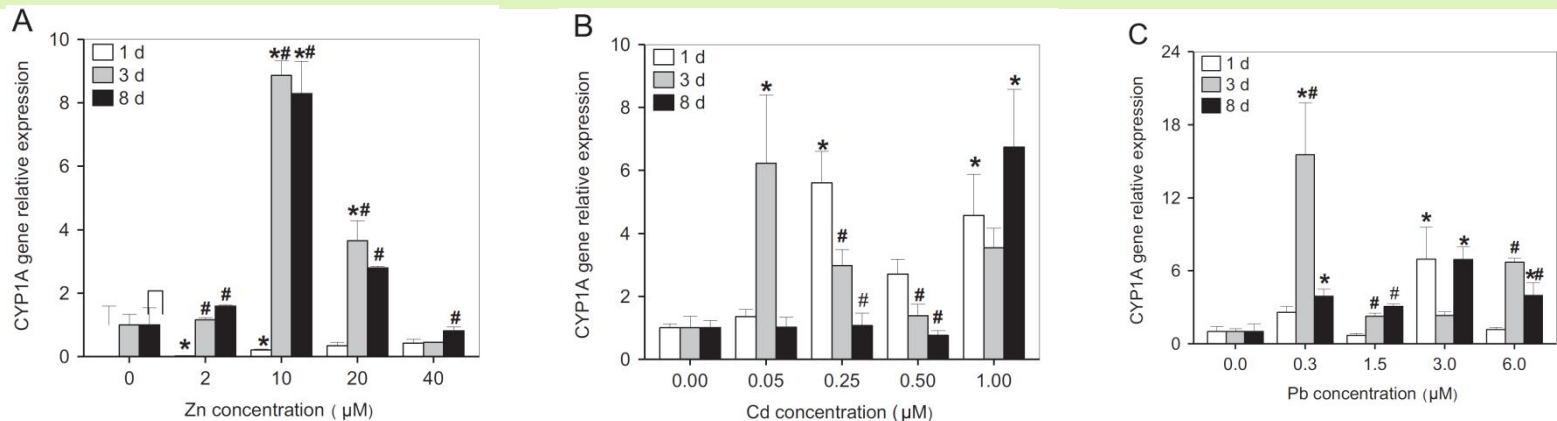 A
CYP1A gene relative expression
10
8
6
4
2
0
1 d
3 d
8 d
* # # * *# *# *# # #
0 2 10 20 40
Zn concentration ( μM)
B
CYP1A gene relative expression
10
8
6
4
2
0
1 d
3 d
8 d
* * # # # # * *
0.00 0.05 0.25 0.50 1.00
Cd concentration (μM)
C
CYP1A gene relative expression
24
18
12
6
0
1 d
3 d
8 d
*# * # # * * # *#
0.0 0.3 1.5 3.0 6.0
Pb concentration (μM)